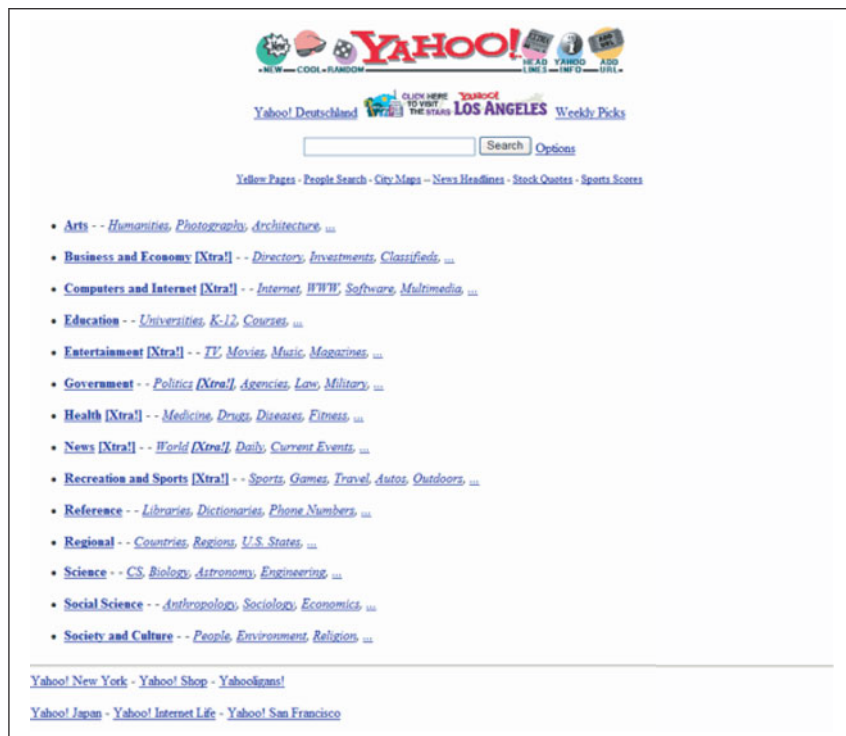 YAHOO!
New
NEW COOL RANDOM HEAD LINES YAHOO INFO ADD URL
Yahoo! Deutschland CLICK HERE TO VISIT THE STARS YAHOO! LOS ANGELES Weekly Picks
Search Options
Yellow Pages - People Search - City Maps -- News Headlines - Stock Quotes - Sports Scores
• Arts - - Humanities, Photography, Architecture, ...
• Business and Economy [Xtra!] - - Directory, Investments, Classifieds, ...
• Computers and Internet [Xtra!] - - Internet, WWW, Software, Multimedia, ...
• Education - - Universities, K-12, Courses, ...
• Entertainment [Xtra!] - - TV, Movies, Music, Magazines, ...
• Government - - Politics [Xtra!], Agencies, Law, Military, ...
• Health [Xtra!] - - Medicine, Drugs, Diseases, Fitness, ...
• News [Xtra!] - - World [Xtra!], Daily, Current Events, ...
• Recreation and Sports [Xtra!] - - Sports, Games, Travel, Autos, Outdoors, ...
• Reference - - Libraries, Dictionaries, Phone Numbers, ...
• Regional - - Countries, Regions, U.S. States, ...
• Science - - CS, Biology, Astronomy, Engineering, ...
• Social Science - - Anthropology, Sociology, Economics, ...
• Society and Culture - - People, Environment, Religion, ...
Yahoo! New York - Yahoo! Shop - Yahooligans!
Yahoo! Japan - Yahoo! Internet Life - Yahoo! San Francisco